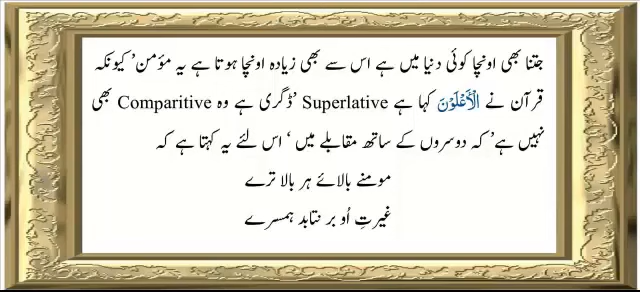 جتنا بھی اونچا کوئی دنیا میں ہے اس سے بھی زیادہ اونچا ہوتا ہے یہ مؤمن’ کیونکہ
قرآن نے الْاَعْلَوْنَ کہا ہے Superlative ’ڈگری ہے وہ Comparitive بھی
نہیں ہے’ کہ دوسروں کے ساتھ مقابلے میں ‘ اس لئے یہ کہتا ہے کہ
مومنے بالائے ہر بالا ترے
غیرتِ اُو بر نتابد ہمسرے